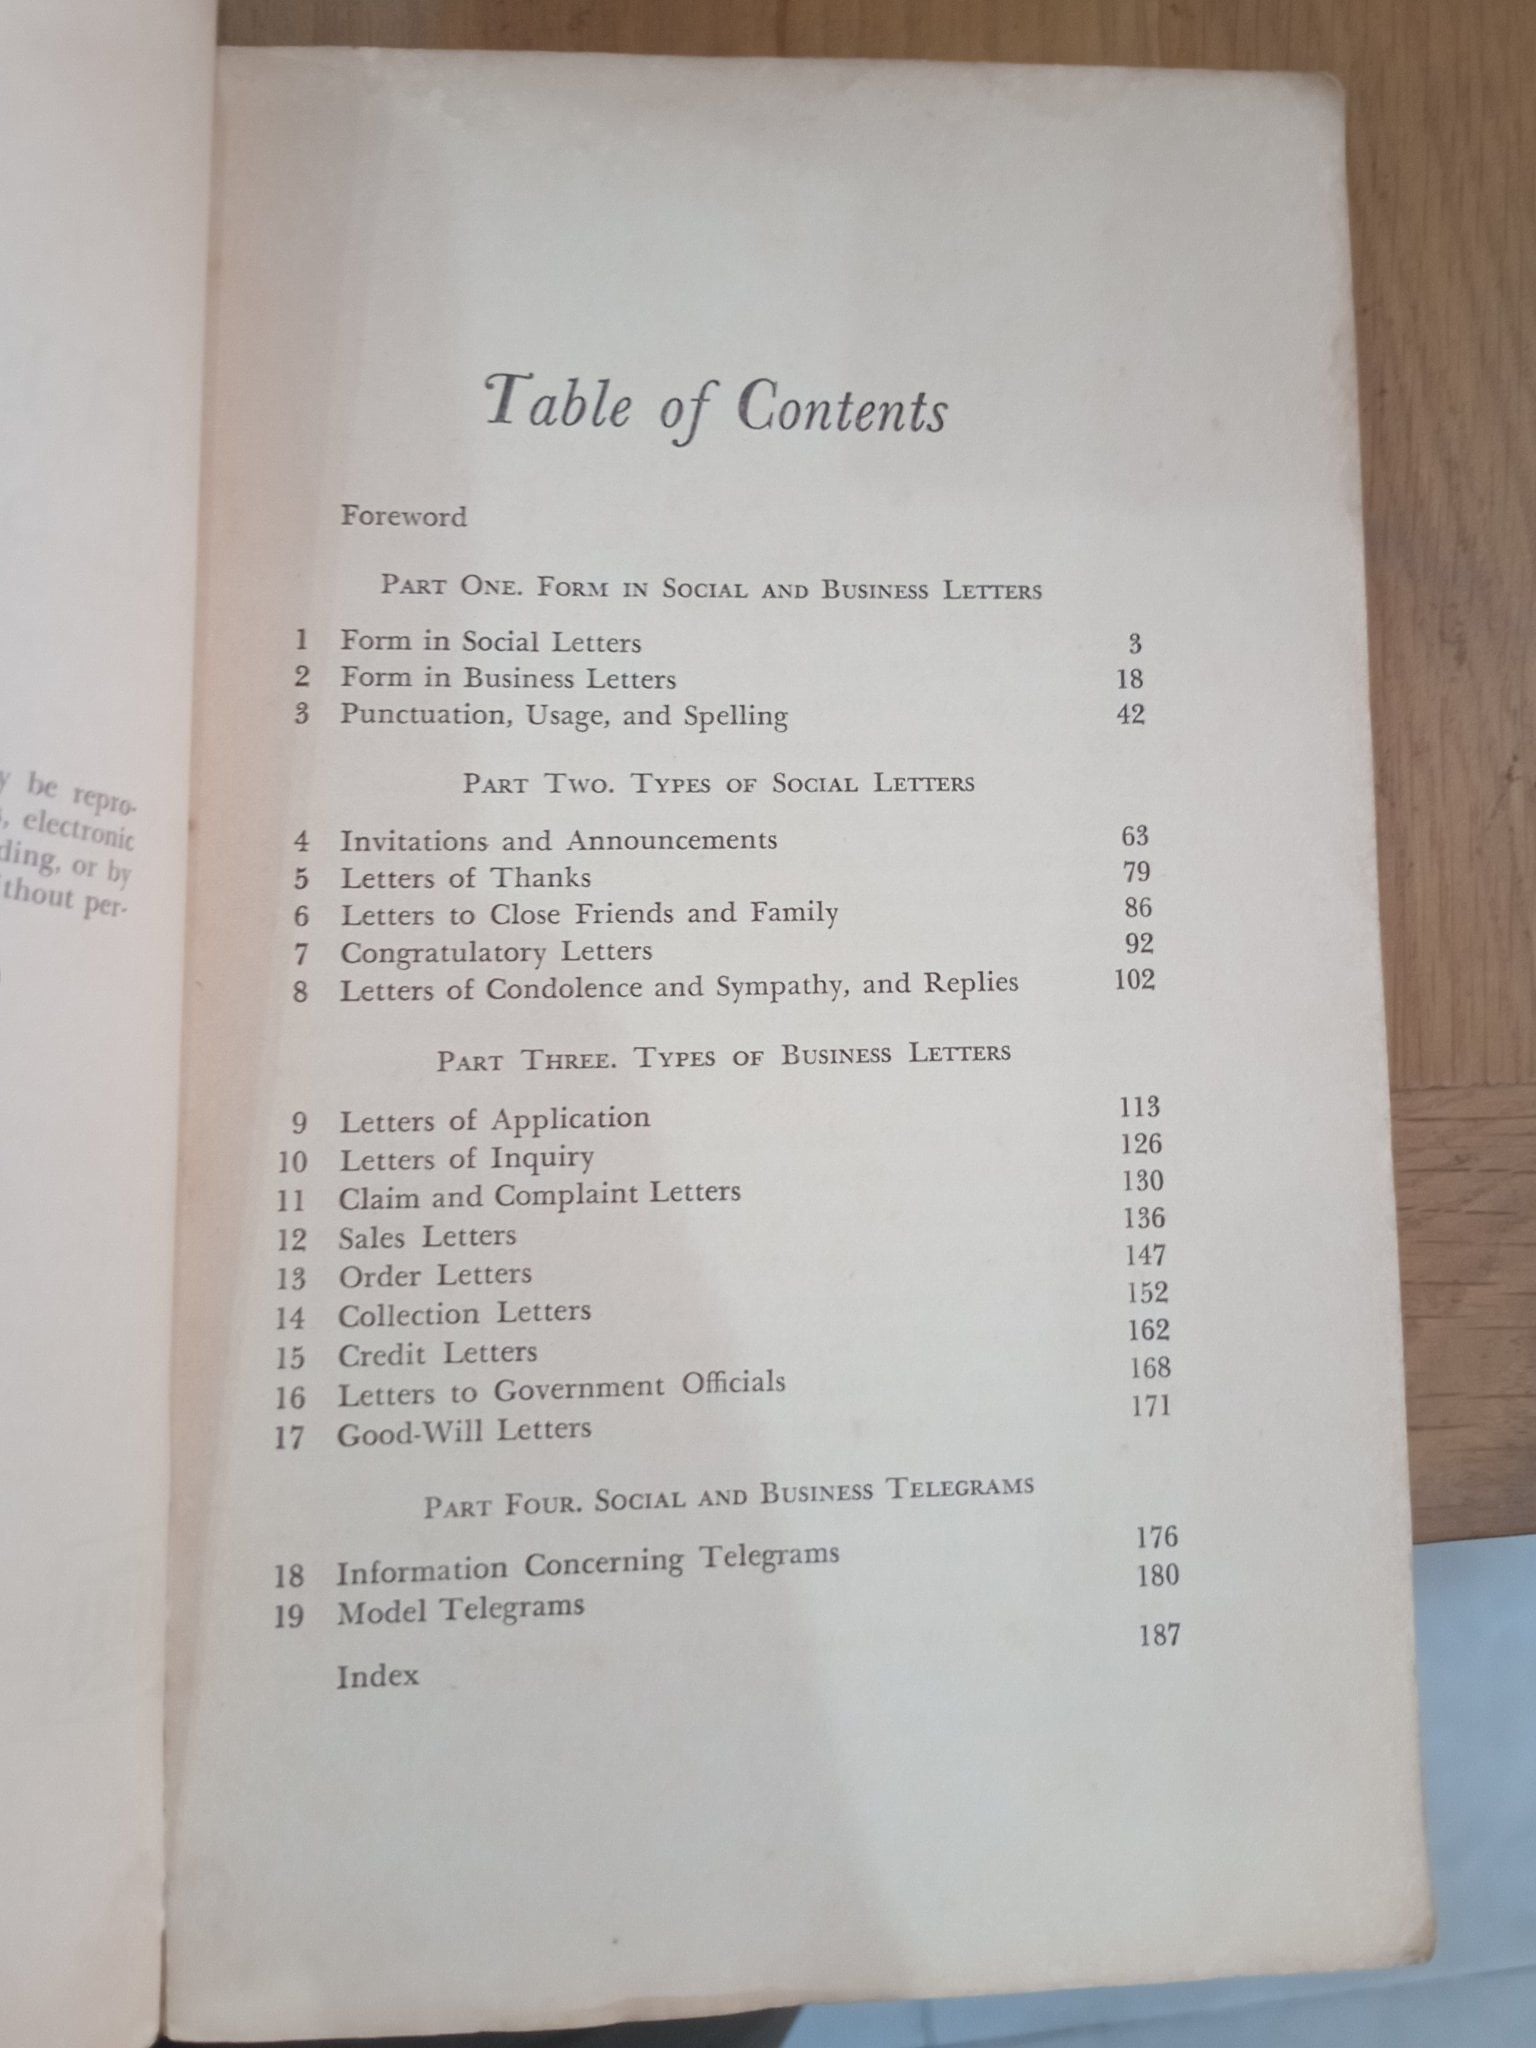 y be repro-
, electronic
ding, or by
ithout per-
Table of Contents
Foreword
PART ONE. FORM IN SOCIAL AND BUSINESS LETTERS
1 Form in Social Letters 3
2 Form in Business Letters 18
3 Punctuation, Usage, and Spelling 42
PART TWO. TYPES OF SOCIAL LETTERS
4 Invitations and Announcements 63
5 Letters of Thanks 79
6 Letters to Close Friends and Family 86
7 Congratulatory Letters 92
8 Letters of Condolence and Sympathy, and Replies 102
PART THREE. TYPES OF BUSINESS LETTERS
9 Letters of Application 113
10 Letters of Inquiry 126
11 Claim and Complaint Letters 130
12 Sales Letters 136
13 Order Letters 147
14 Collection Letters 152
15 Credit Letters 162
16 Letters to Government Officials 168
17 Good-Will Letters 171
PART FOUR. SOCIAL AND BUSINESS TELEGRAMS
18 Information Concerning Telegrams 176
19 Model Telegrams 180
Index 187